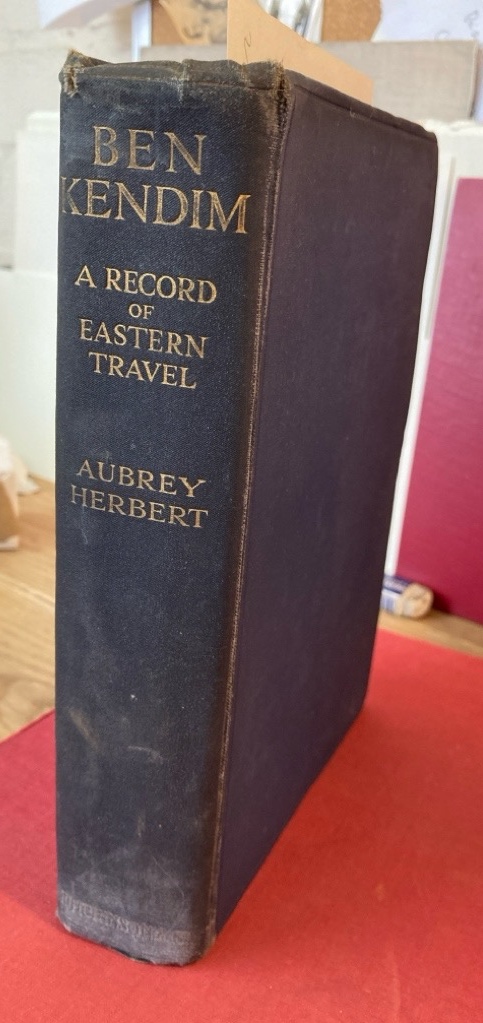 BEN
KENDIM
A RECORD
OF
EASTERN
TRAVEL
AUBREY
HERBERT